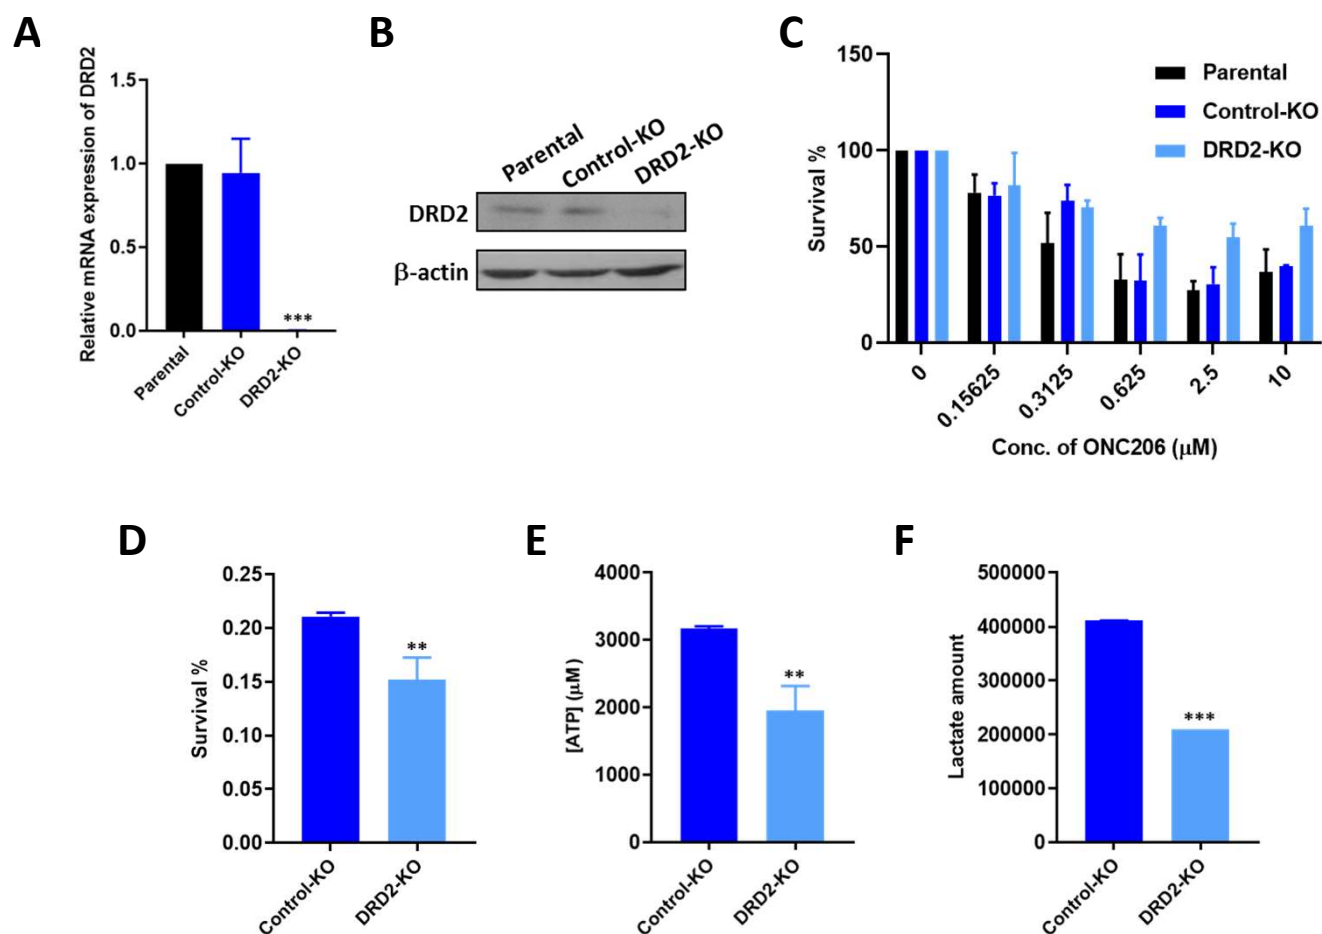 A
Relative mRNA expression of DRD2
1.5
1.0
0.5
0.0
***
Parental
Control-KO
DRD2-KO
B
Parental
Control-KO
DRD2-KO
DRD2
β-actin
C
Survival %
150
100
50
0
Parental
Control-KO
DRD2-KO
0
0.15625
0.3125
0.625
2.5
10
Conc. of ONC206 (μM)
D
Survival %
0.25
0.20
0.15
0.10
0.05
0.00
**
Control-KO
DRD2-KO
E
[ATP] (μM)
4000
3000
2000
1000
0
**
Control-KO
DRD2-KO
F
Lactate amount
500000
400000
300000
200000
100000
0
***
Control-KO
DRD2-KO